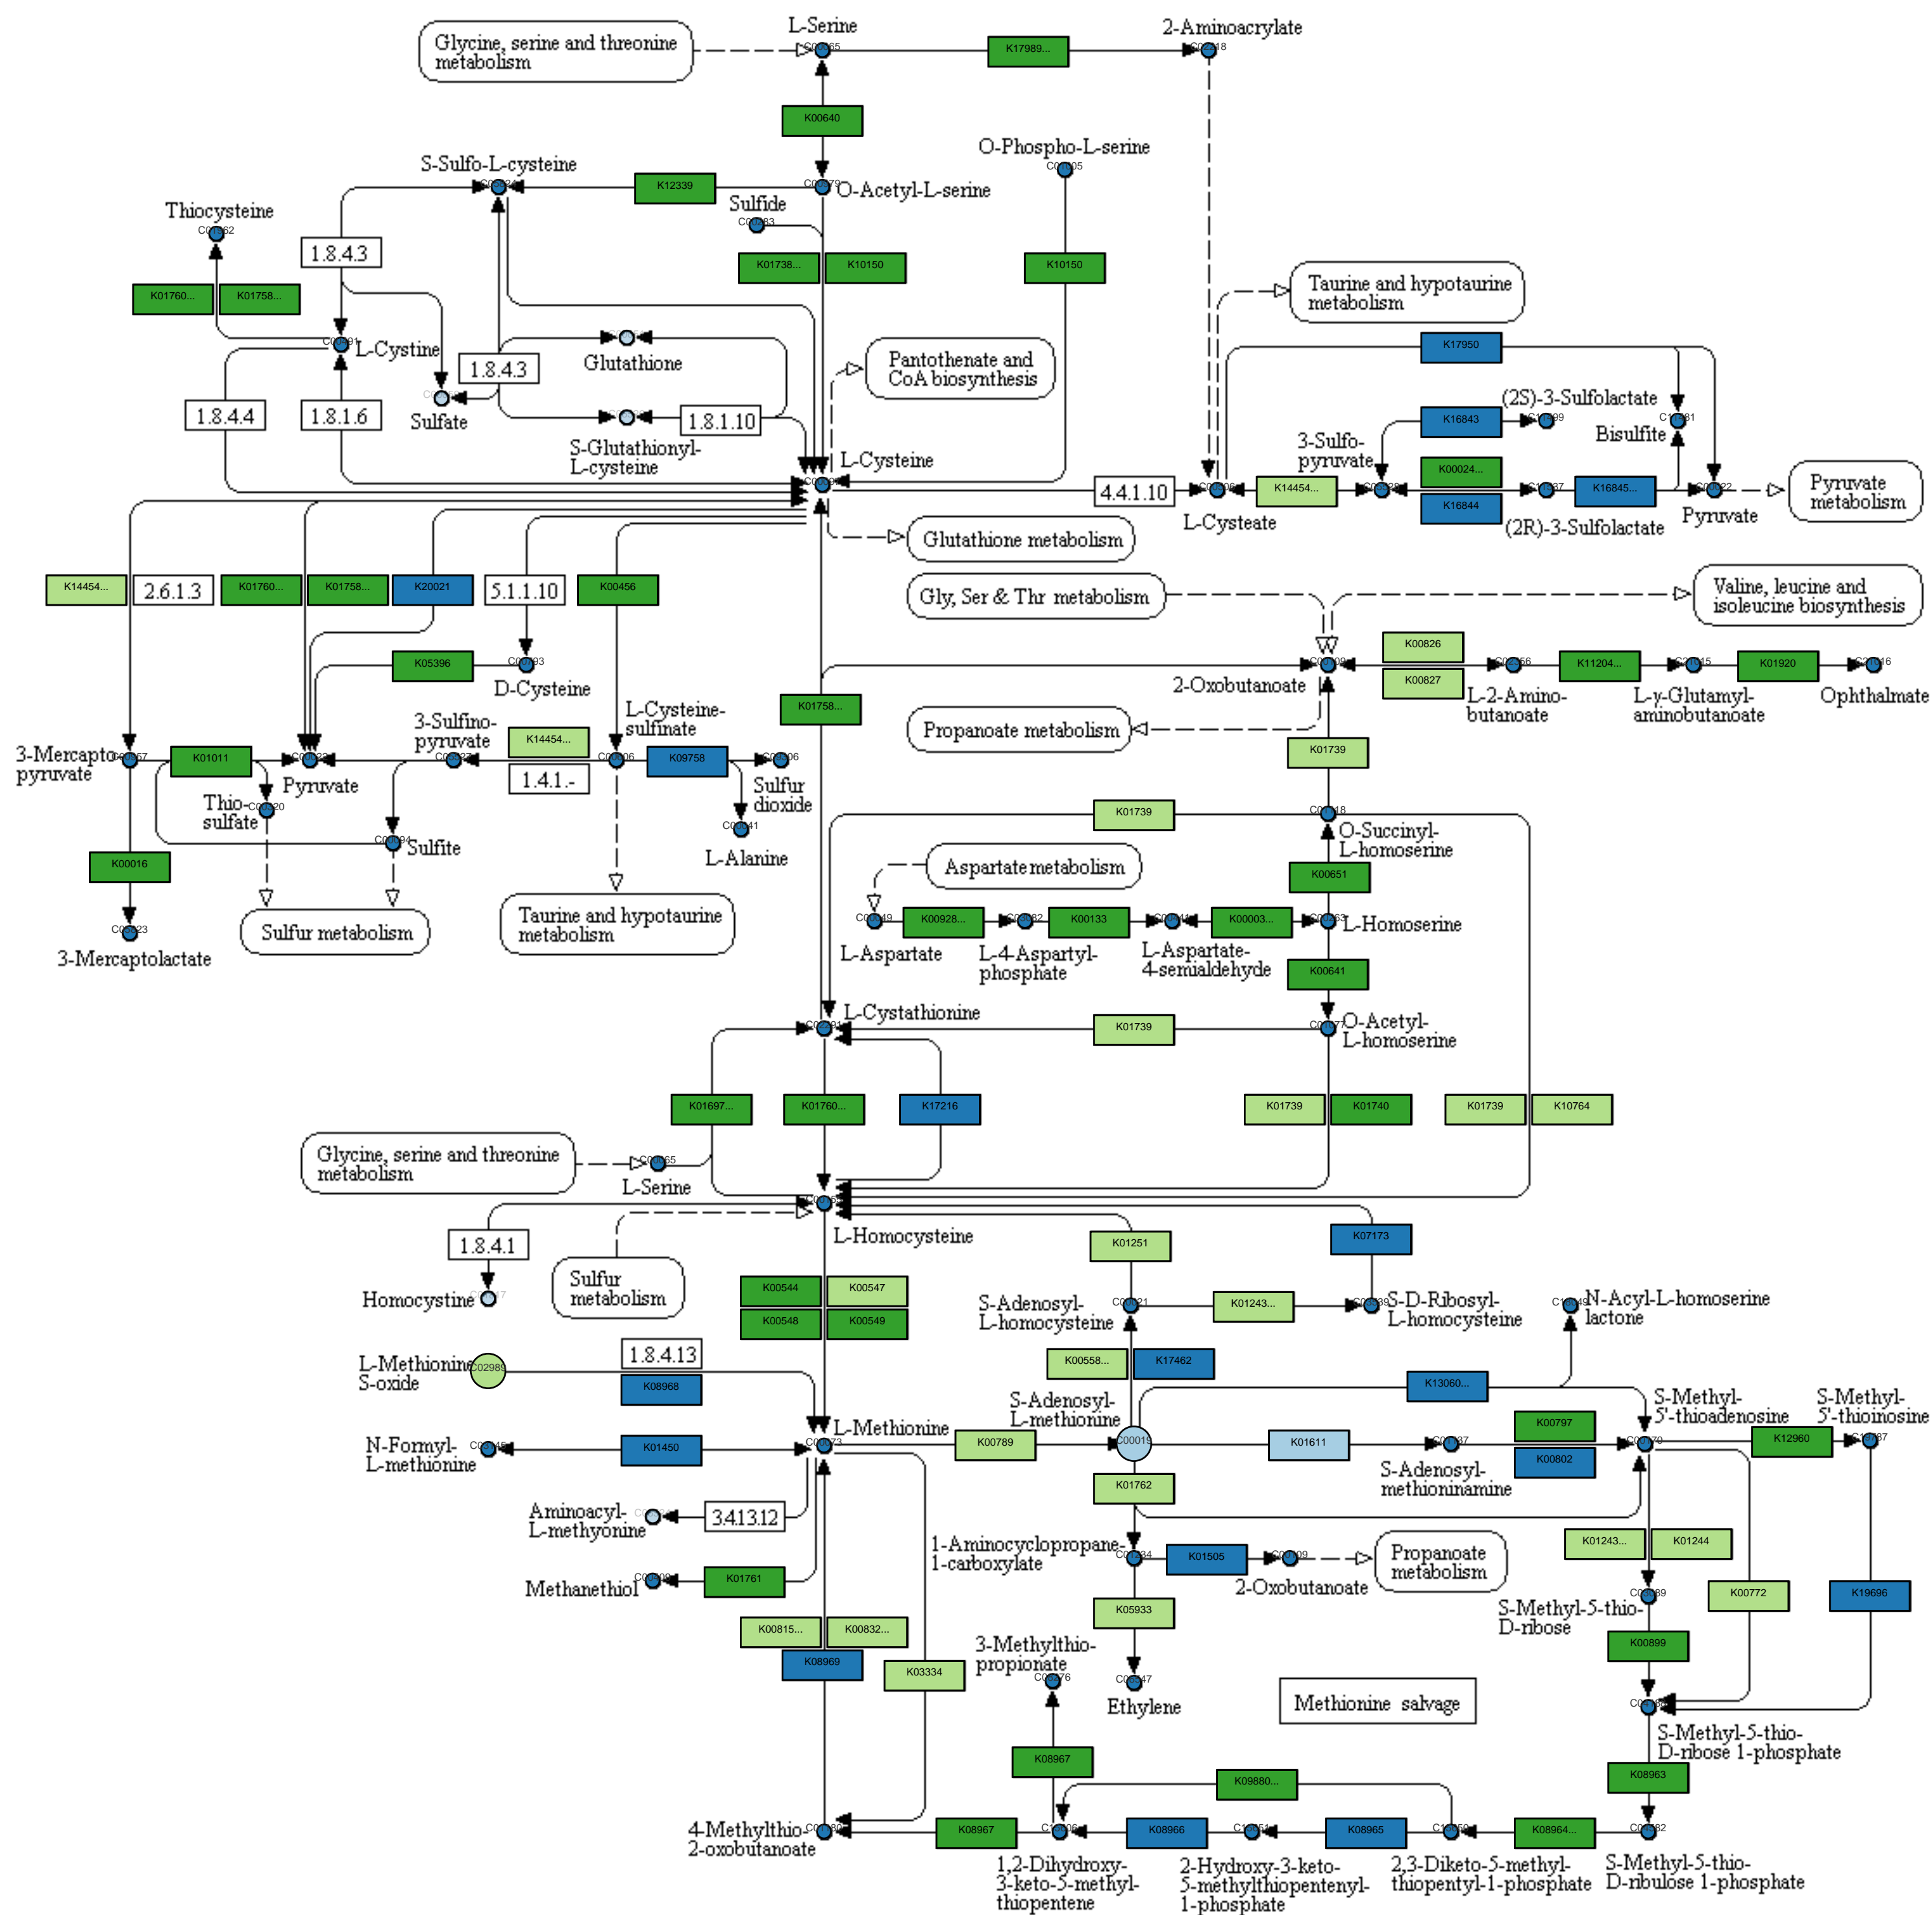 L-Serine
2-Aminoacrylate
Glycine, serine and threonine
metabolism
K17989...
K00640
O-Phospho-L-serine
S-Sulfo-L-cysteine
K12339
O-Acetyl-L-serine
Thiocysteine
Sulfide
1.8.4.3
K01738...
K10150
K10150
K01760...
K01758...
Taurine and hypotaurine
metabolism
L-Cystine
Glutathione
1.8.4.3
Pantothenate and
CoA biosynthesis
K17950
1.8.4.4
1.8.1.6
Sulfate
1.8.1.10
(2S)-3-Sulfolactate
K16843
Bisulfite
S-Glutathionyl-
L-cysteine
L-Cysteine
3-Sulfo-
pyruvate
K00024...
4.4.1.10
K14454...
K16845...
K16844
L-Cysteate
(2R)-3-Sulfolactate
Pyruvate
Pyruvate
metabolism
Glutathione metabolism
K14454...
2.6.1.3
K01760...
K01758...
K20021
5.1.1.10
K00456
Gly, Ser & Thr metabolism
Valine, leucine and
isoleucine biosynthesis
K05396
D-Cysteine
K00826
K00827
K11204...
K01920
2-Oxobutanoate
L-2-Amino-
butanoate
L-γ-Glutamyl-
aminobutanoate
Ophthalmate
K01758...
3-Sulfino-
pyruvate
L-Cysteine-
sulfinate
Propanoate metabolism
K14454...
3-Mercapto
pyruvate
K01011
K09758
1.4.1.-
K01739
Pyruvate
Sulfur
dioxide
Thio-
sulfate
K01739
Sulfite
L-Alanine
O-Succinyl-
L-homoserine
K00016
Aspartate metabolism
K00651
Sulfur metabolism
Taurine and hypotaurine
metabolism
K00928...
K00133
K00003...
L-Homoserine
3-Mercaptolactate
L-Aspartate
L-4-Aspartyl-
phosphate
L-Aspartate-
4-semialdehyde
K00641
L-Cystathionine
K01739
O-Acetyl-
L-homoserine
K01697...
K01760...
K17216
K01739
K01740
K01739
K10764
Glycine, serine and threonine
metabolism
L-Serine
L-Homocysteine
1.8.4.1
K01251
K07173
Sulfur
metabolism
Homocystine
K00544
K00547
K00548
K00549
S-Adenosyl-
L-homocysteine
K01243...
S-D-Ribosyl-
L-homocysteine
N-Acyl-L-homoserine
lactone
1.8.4.13
L-Methionine
S-oxide
C02989
K08968
K00558...
K17462
K13060...
S-Adenosyl-
L-methionine
S-Methyl-
5'-thioadenosine
S-Methyl-
5'-thioinosine
L-Methionine
N-Formyl-
L-methionine
K01450
K00789
C00019
K01611
K00797
K00802
K12960
S-Adenosyl-
methioninamine
K01762
Aminoacyl-
L-methyonine
3.4.13.12
1-Aminocyclopropane-
1-carboxylate
K01505
2-Oxobutanoate
Propanoate
metabolism
K01243...
K01244
Methanethiol
K01761
K00772
K19696
S-Methyl-5-thio-
D-ribose
K05933
K00815...
K00832...
K08969
K03334
3-Methylthio-
propionate
K00899
Ethylene
Methionine salvage
S-Methyl-5-thio-
D-ribose 1-phosphate
K08967
K09880...
K08963
4-Methylthio-
2-oxobutanoate
K08967
K08966
K08965
K08964...
1,2-Dihydroxy-
3-keto-5-methyl-
thiopentene
2-Hydroxy-3-keto-
5-methylthiopentenyl-
1-phosphate
2,3-Diketo-5-methyl-
thiopentyl-1-phosphate
S-Methyl-5-thio-
D-ribulose 1-phosphate